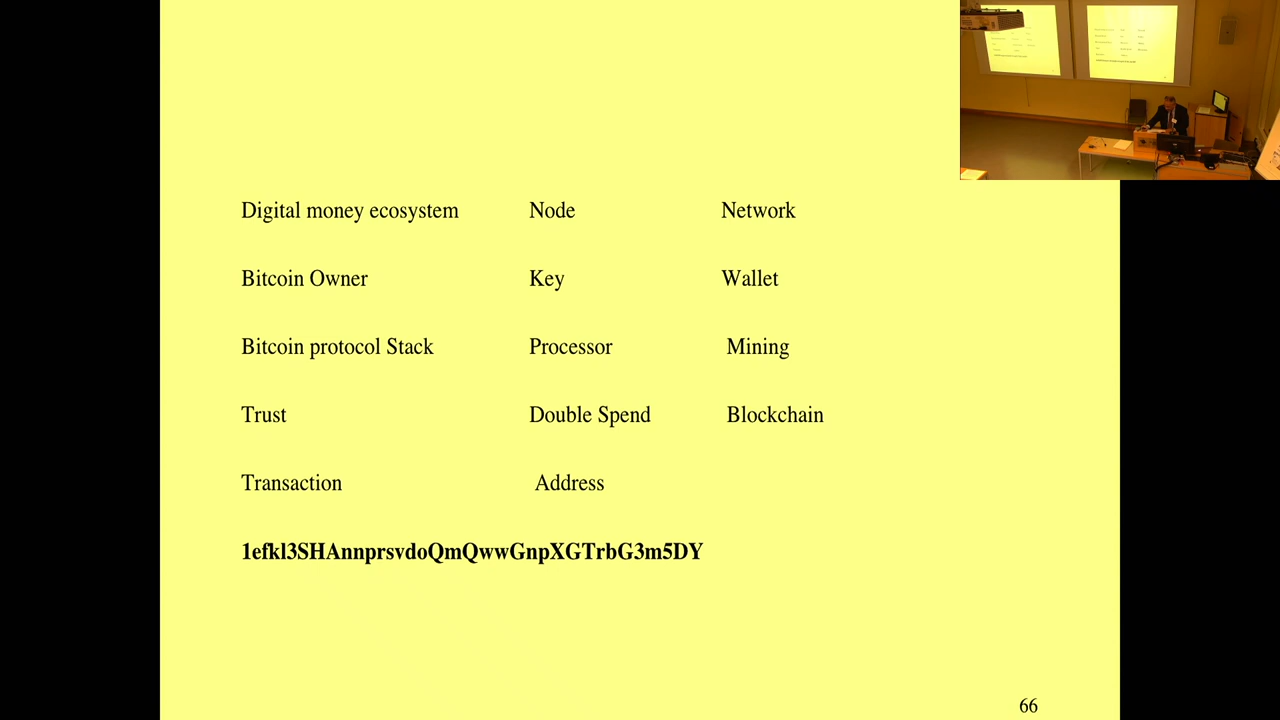 Digital money ecosystem Node Network
Bitcoin Owner Key Wallet
Bitcoin protocol Stack Processor Mining
Trust Double Spend Blockchain
Transaction Address
1efkl3SHAnnprsvdoQmQwwGnpXGTrbG3m5DY
66